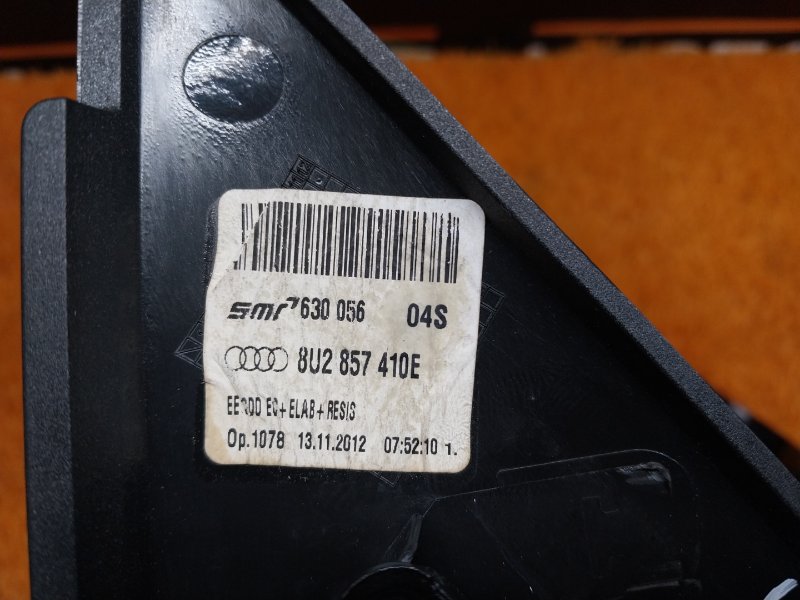 smr 630 056 04S
8U2 857 410E
EC+ELAB+RESIS
Op.1078 13.11.2012 07:52:10 1.